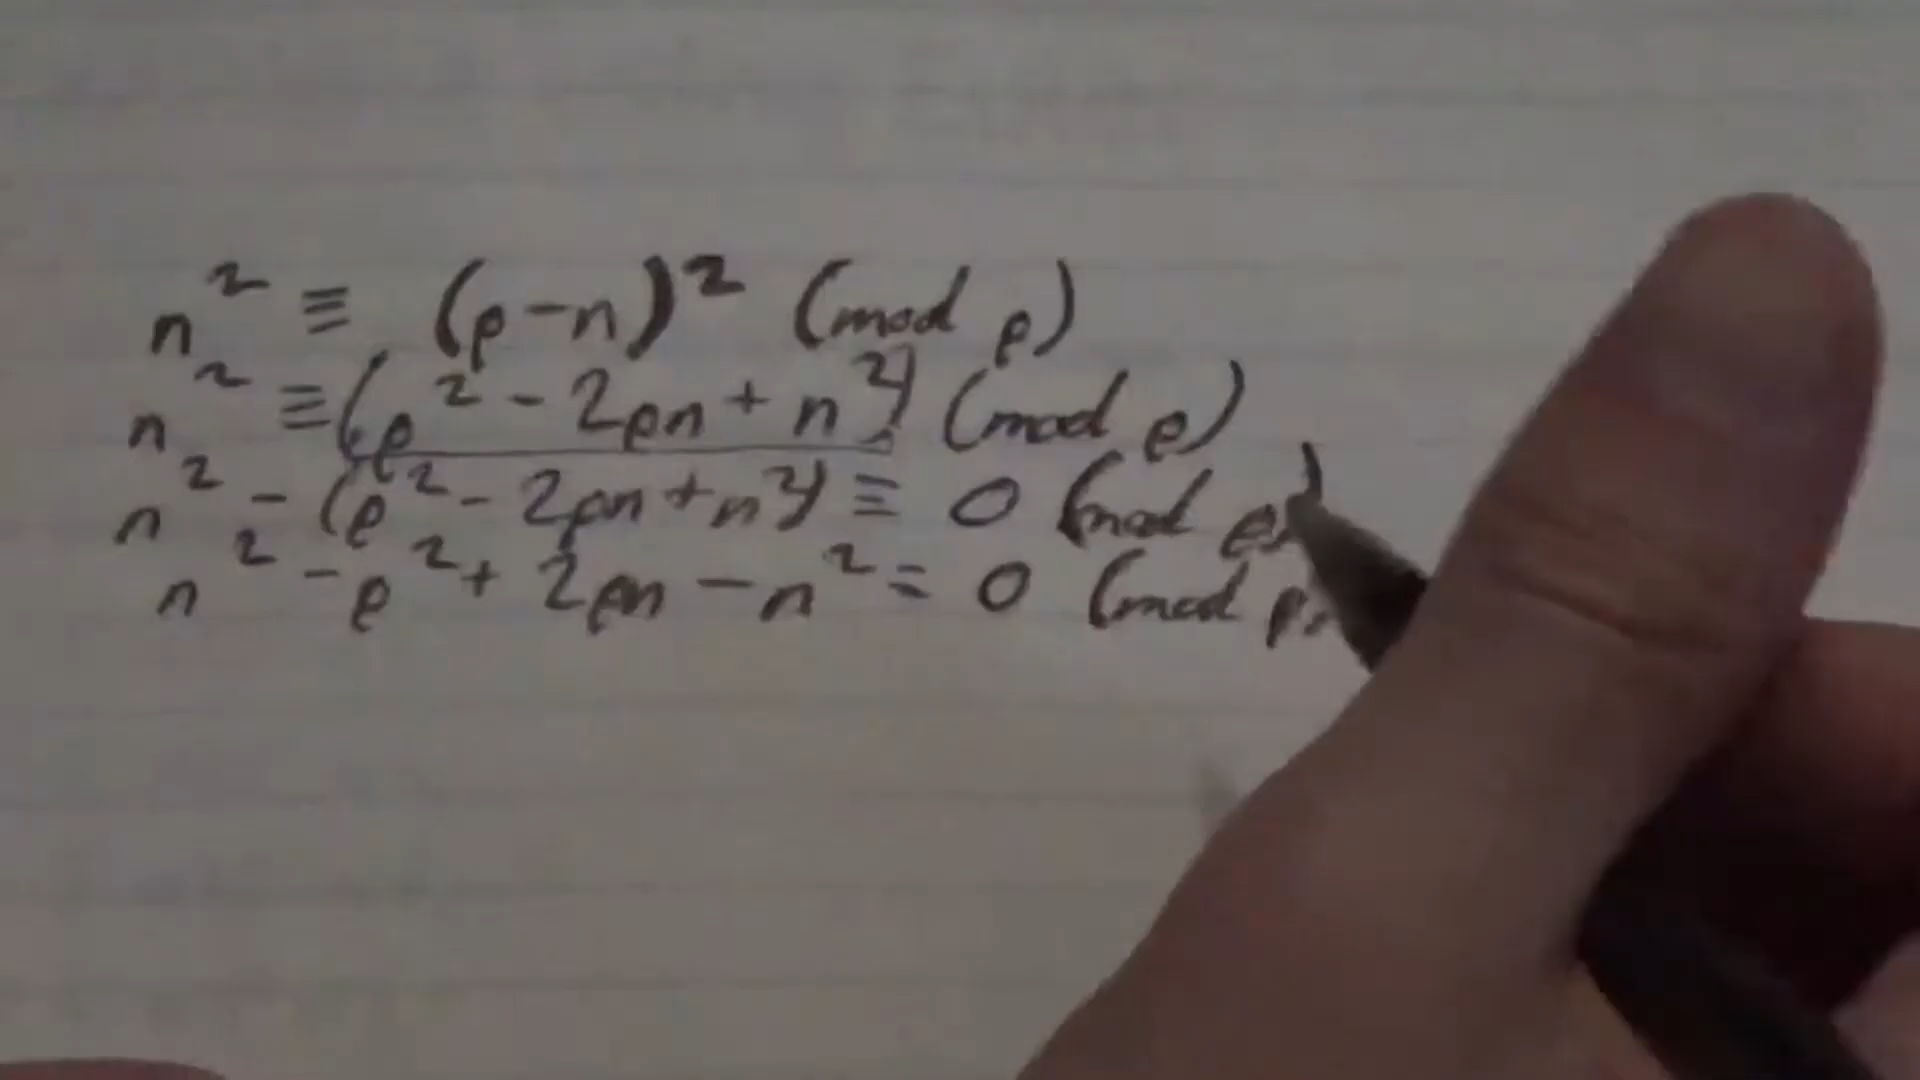 n² ≡ (p-n)² (mod p)
n² ≡ (p² - 2pn + n²) (mod p)
n² - (p² - 2pn + n²) ≡ 0 (mod p)
n² - p² + 2pn - n² = 0 (mod p)